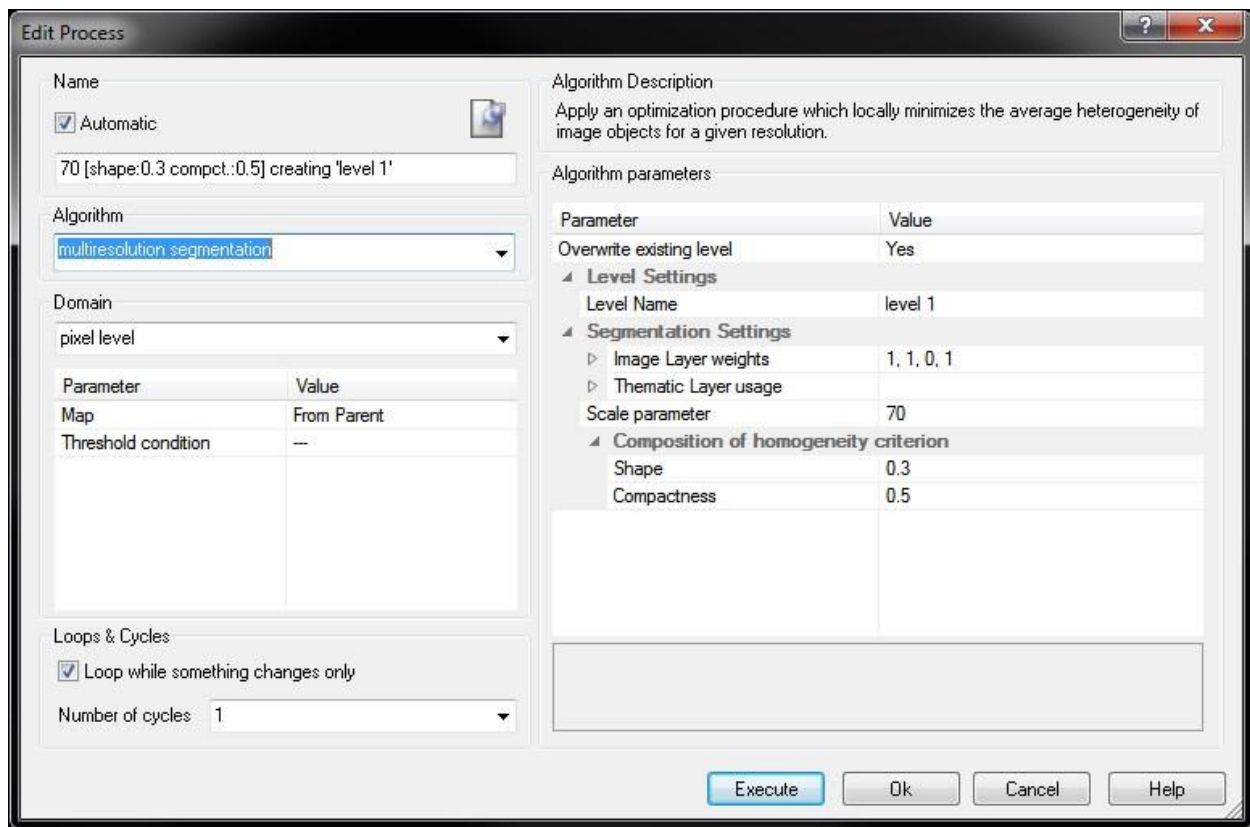 Edit Process
?
X
Name
Automatic
70 [shape:0.3 compct.:0.5] creating 'level 1'
Algorithm
multiresolution segmentation
Domain
pixel level
Parameter Value
Map From Parent
Threshold condition ---
Loops & Cycles
Loop while something changes only
Number of cycles 1
Algorithm Description
Apply an optimization procedure which locally minimizes the average heterogeneity of
image objects for a given resolution.
Algorithm parameters
Parameter Value
Overwrite existing level Yes
Level Settings
Level Name level 1
Segmentation Settings
Image Layer weights 1, 1, 0, 1
Thematic Layer usage
Scale parameter 70
Composition of homogeneity criterion
Shape 0.3
Compactness 0.5
Execute Ok Cancel Help